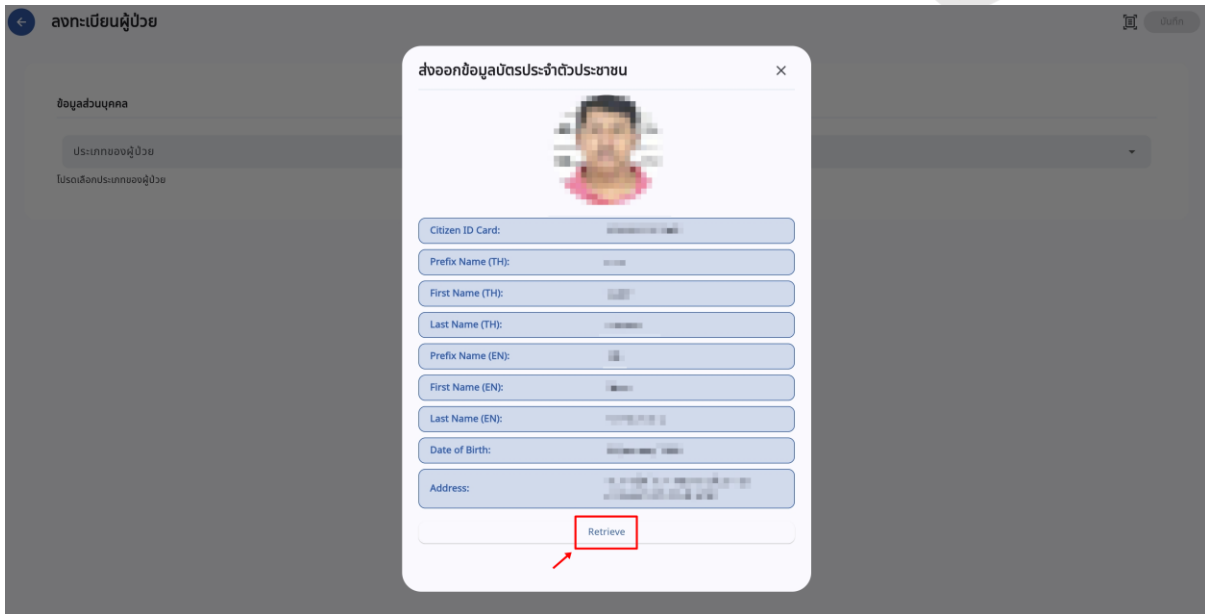 ลงทะเบียนผู้ป่วย
บันทึก
ส่งออกข้อมูลบัตรประจำตัวประชาชน
ข้อมูลส่วนบุคคล
ประเภทของผู้ป่วย
โปรดเลือกประเภทของผู้ป่วย
Citizen ID Card:
Prefix Name (TH):
First Name (TH):
Last Name (TH):
Prefix Name (EN):
First Name (EN):
Last Name (EN):
Date of Birth:
Address:
Retrieve